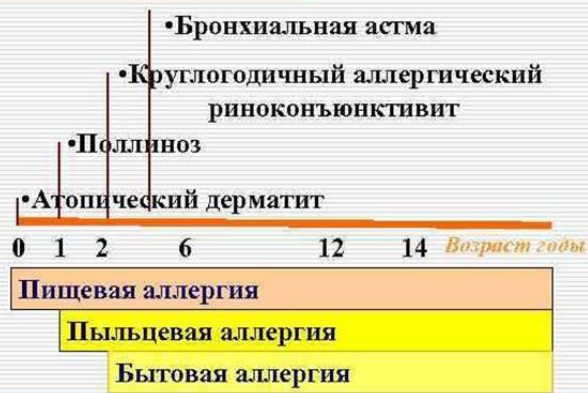 •Бронхиальная астма
•Круглогодичный аллергический
риноконъюнктивит
•Поллиноз
•Атопический дерматит
0 1 2 6 12 14 Возраст годы
Пищевая аллергия
Пыльцевая аллергия
Бытовая аллергия